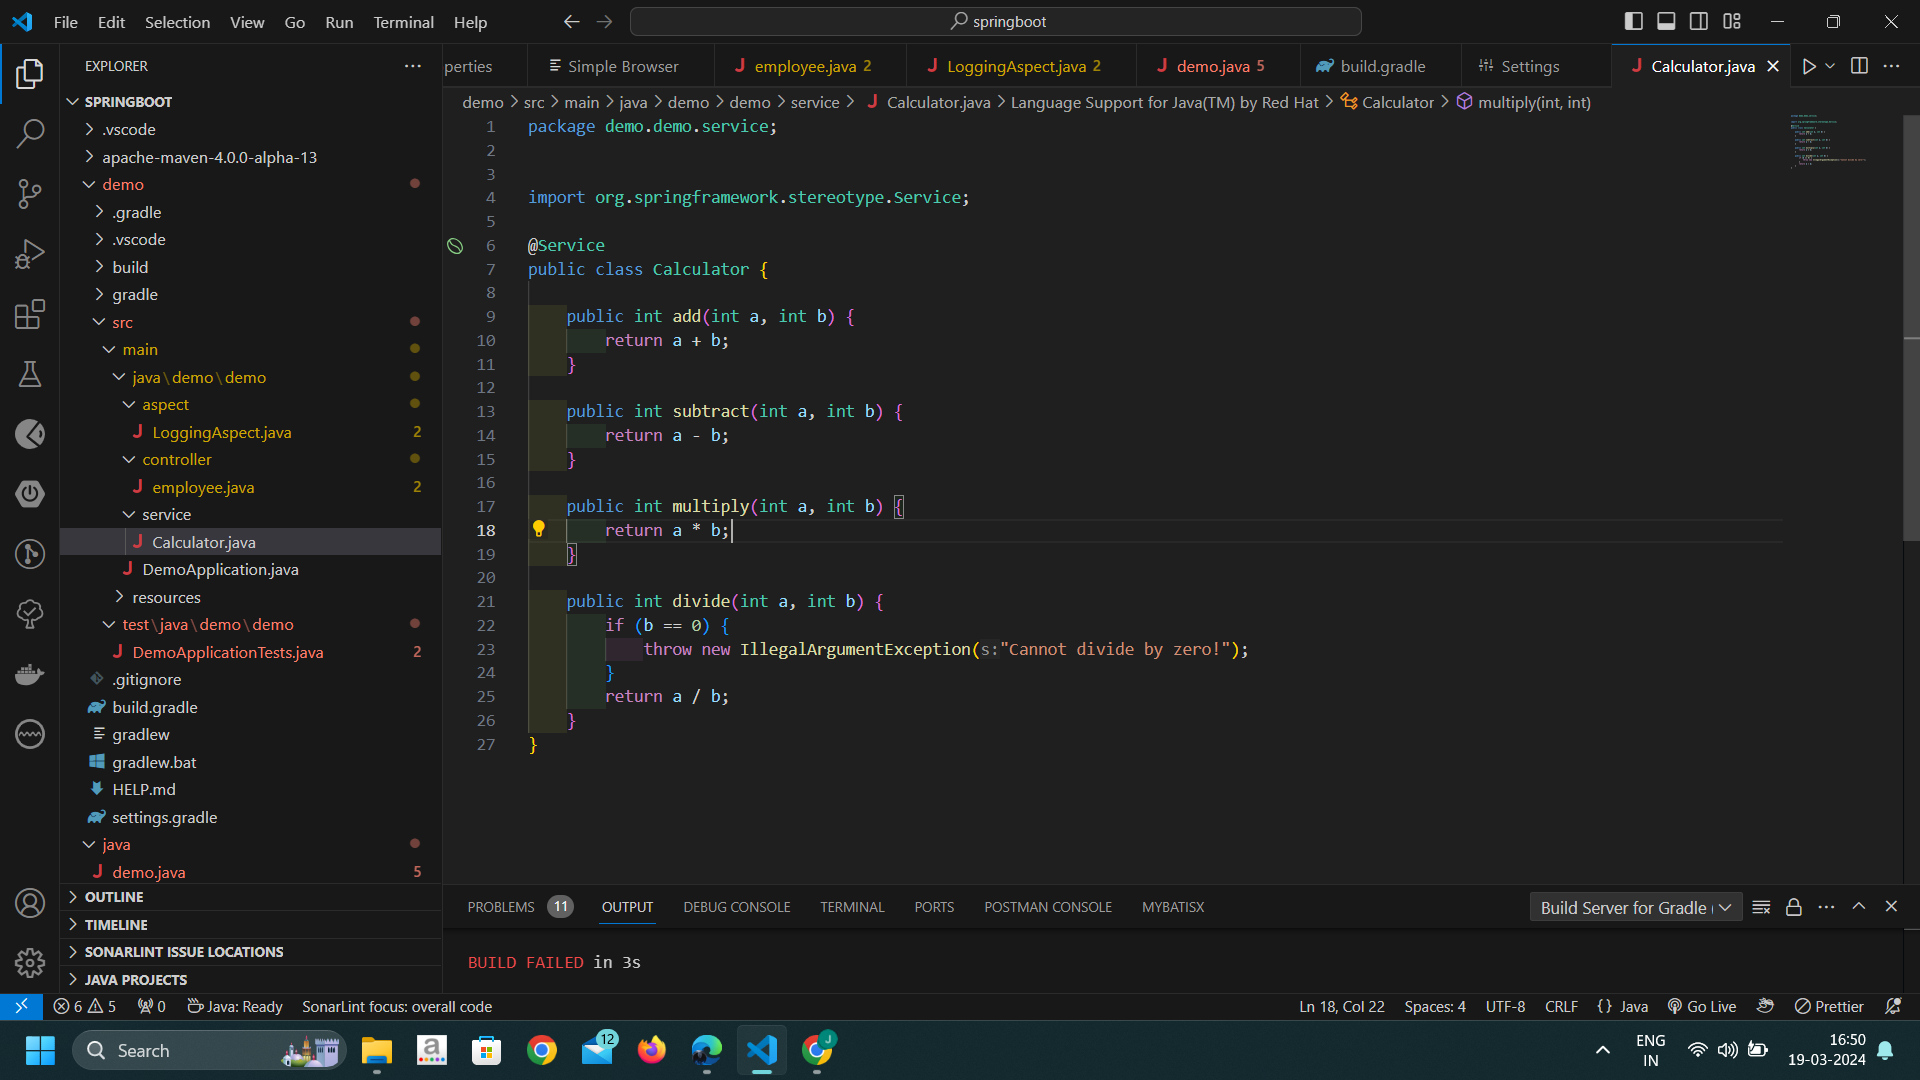 File Edit Selection View Go Run Terminal Help
springboot
EXPLORER
perties
Simple Browser
employee.java 2
LoggingAspect.java 2
demo.java 5
build.gradle
Settings
Calculator.java
demo > src > main > java > demo > demo > service > Calculator.java > Language Support for Java(TM) by Red Hat > Calculator > multiply(int, int)
SPRINGBOOT
.vscode
apache-maven-4.0.0-alpha-13
demo
.gradle
.vscode
build
gradle
src
main
java\demo\demo
aspect
LoggingAspect.java 2
controller
employee.java 2
service
Calculator.java
DemoApplication.java
resources
test\java\demo\demo
DemoApplicationTests.java 2
.gitignore
build.gradle
gradlew
gradlew.bat
HELP.md
settings.gradle
java
demo.java 5
OUTLINE
TIMELINE
SONARLINT ISSUE LOCATIONS
JAVA PROJECTS
1 package demo.demo.service;
2
3
4 import org.springframework.stereotype.Service;
5
6 @Service
7 public class Calculator {
8
9 public int add(int a, int b) {
10 return a + b;
11 }
12
13 public int subtract(int a, int b) {
14 return a - b;
15 }
16
17 public int multiply(int a, int b) {
18 return a * b;
19 }
20
21 public int divide(int a, int b) {
22 if (b == 0) {
23 throw new IllegalArgumentException(s:"Cannot divide by zero!");
24 }
25 return a / b;
26 }
27 }
PROBLEMS 11 OUTPUT DEBUG CONSOLE TERMINAL PORTS POSTMAN CONSOLE MYBATISX
Build Server for Gradle (
BUILD FAILED in 3s
6 5 0 Java: Ready SonarLint focus: overall code
Ln 18, Col 22 Spaces: 4 UTF-8 CRLF {} Java Go Live Prettier
Search
a
12
J
ENG
IN
16:50
19-03-2024